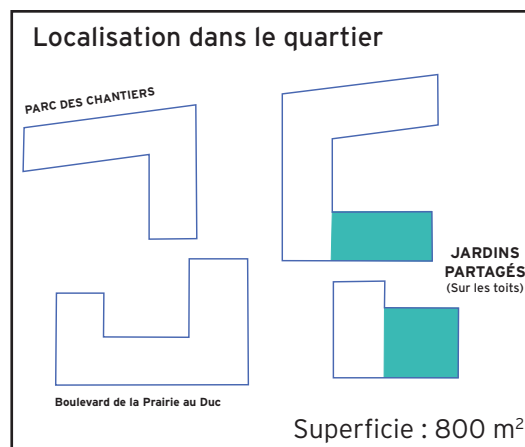 Localisation dans le quartier
PARC DES CHANTIERS
JARDINS
PARTAGÉS
(Sur les toits)
Boulevard de la Prairie au Duc
Superficie : 800 m²